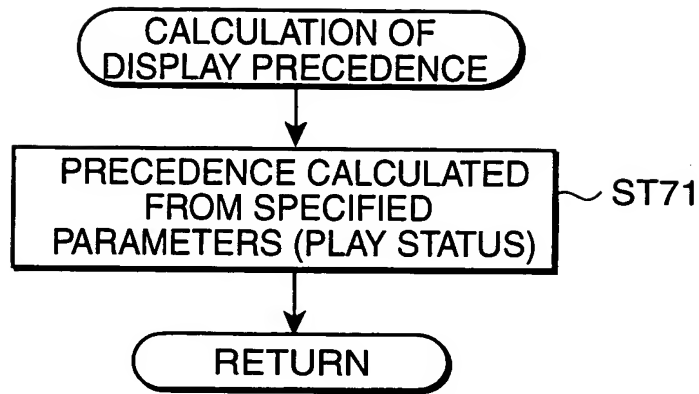 CALCULATION OF
DISPLAY PRECEDENCE
PRECEDENCE CALCULATED
FROM SPECIFIED
PARAMETERS (PLAY STATUS)
ST71
RETURN